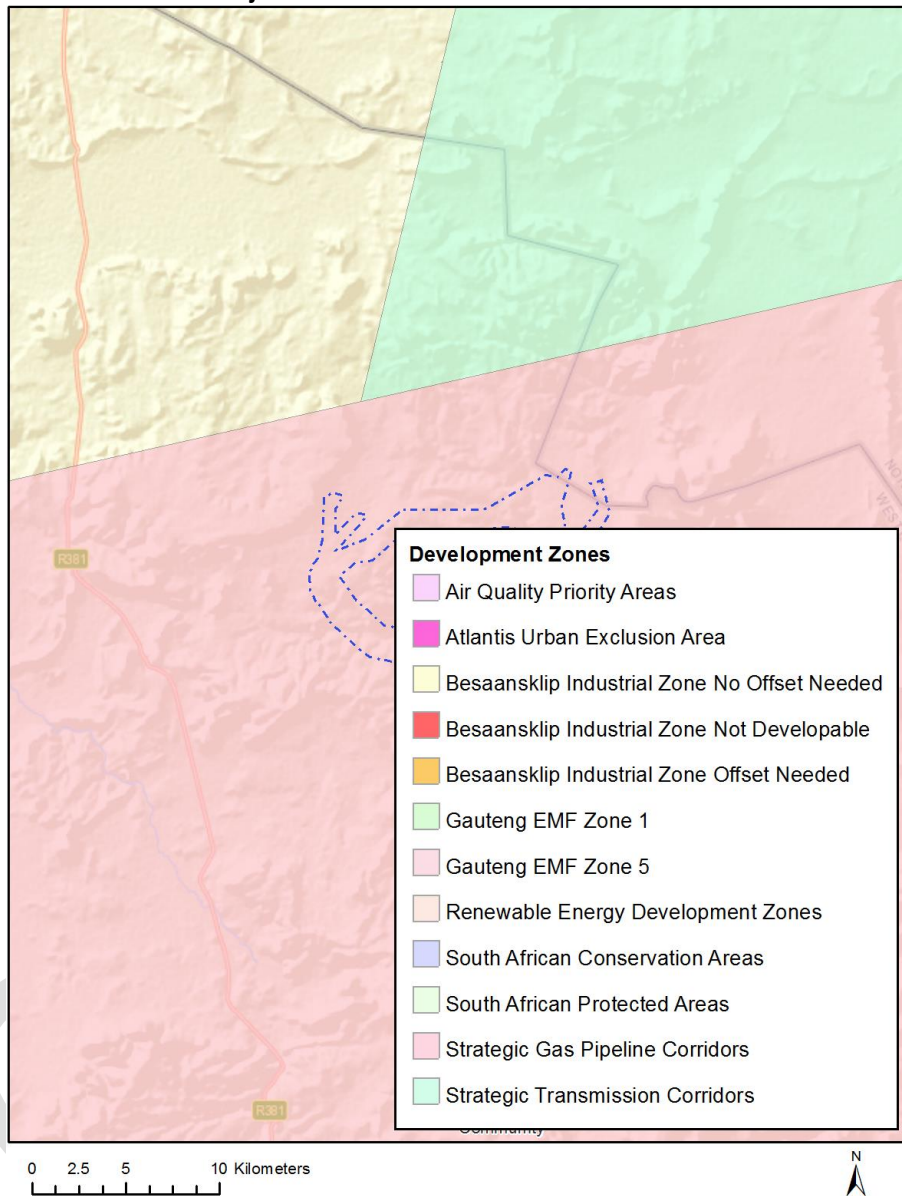 NOR
WES
R381
Development Zones
Air Quality Priority Areas
Atlantis Urban Exclusion Area
Besaansklip Industrial Zone No Offset Needed
Besaansklip Industrial Zone Not Developable
Besaansklip Industrial Zone Offset Needed
Gauteng EMF Zone 1
Gauteng EMF Zone 5
Renewable Energy Development Zones
South African Conservation Areas
South African Protected Areas
Strategic Gas Pipeline Corridors
Strategic Transmission Corridors
R381
Community
0 2.5 5 10 Kilometers
N